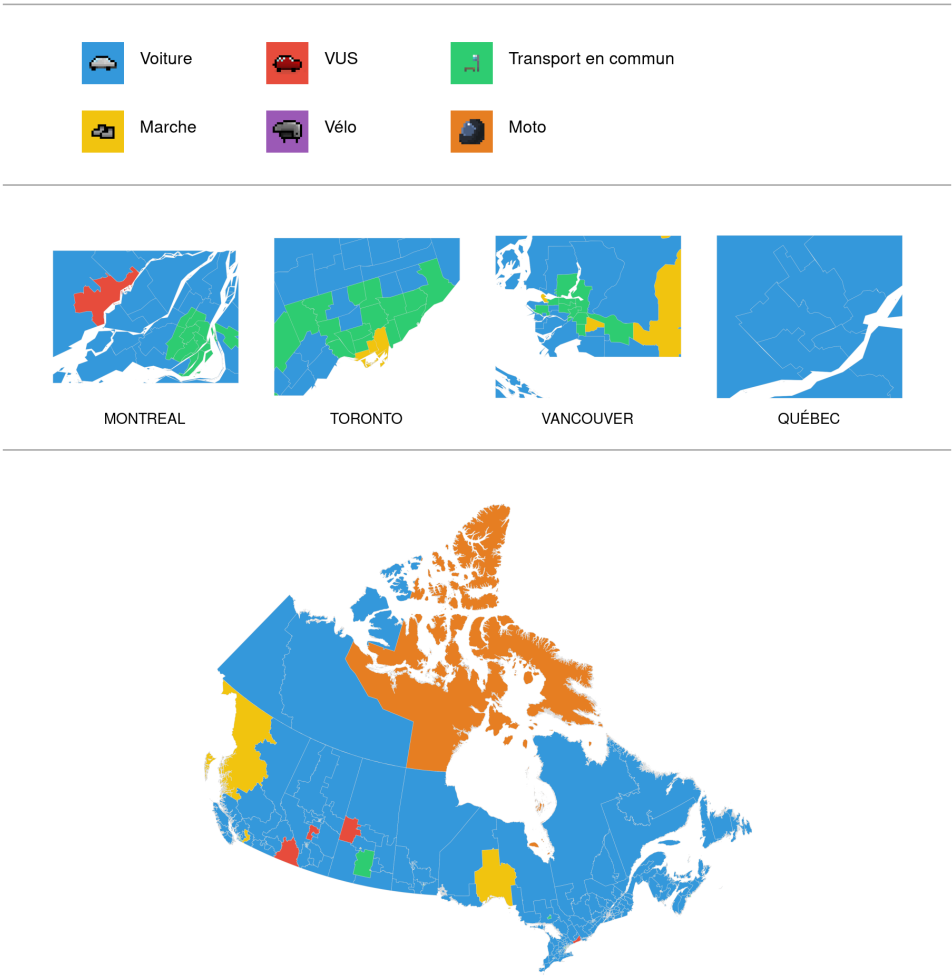 Voiture
VUS
Transport en commun
Marche
Vélo
Moto
MONTREAL
TORONTO
VANCOUVER
QUÉBEC